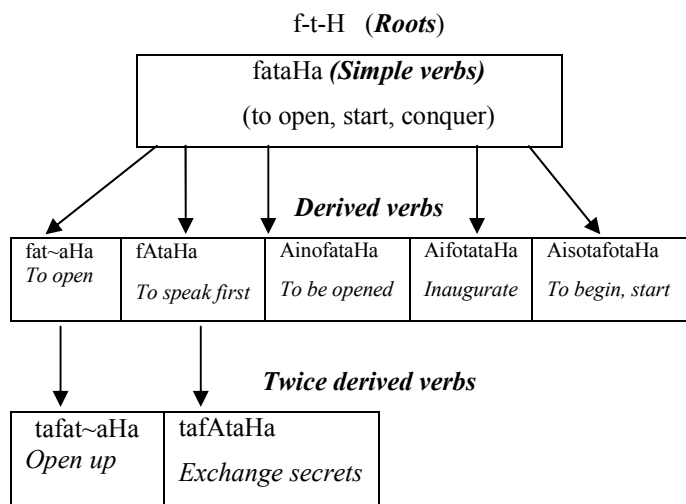 f-t-H (Roots)
fataHa (Simple verbs)
(to open, start, conquer)
Derived verbs
fat~aHa
To open
fAtaHa
To speak first
AinofataHa
To be opened
AifotataHa
Inaugurate
AisotafotaHa
To begin, start
Twice derived verbs
tafat~aHa
Open up
tafAtaHa
Exchange secrets